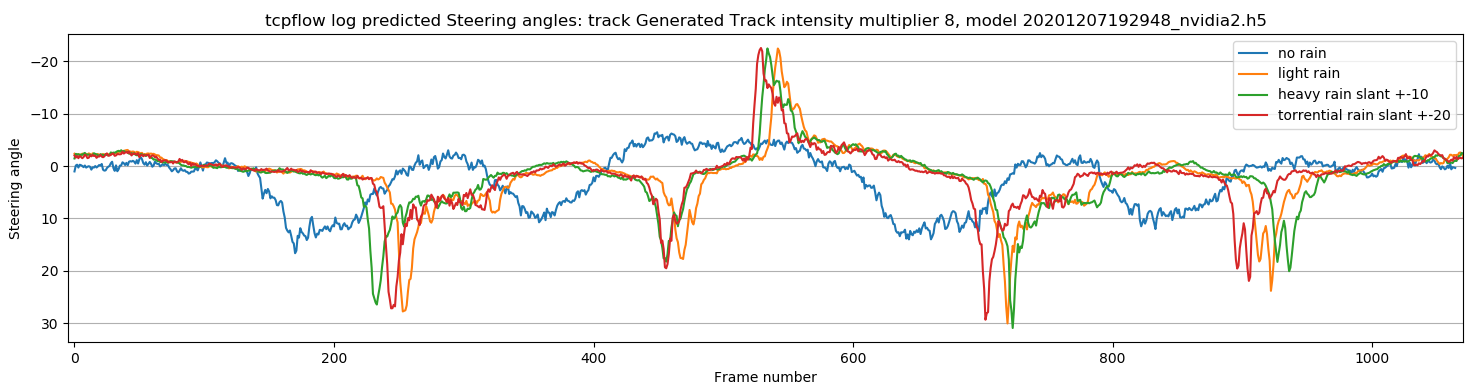 tcpflow log predicted Steering angles: track Generated Track intensity multiplier 8, model 20201207192948_nvidia2.h5
no rain
light rain
heavy rain slant +-10
torrential rain slant +-20
Steering angle
−20
−10
0
10
20
30
0 200 400 600 800 1000
Frame number